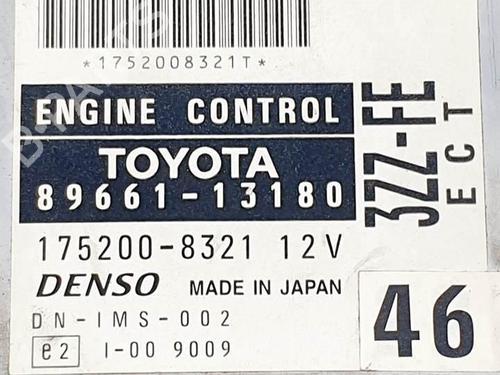 *1752008321T*
ENGINE CONTROL
TOYOTA
89661-13180
175200-8321 12V
DENSO MADE IN JAPAN
DN-IMS-002
e2 I-00 9009
3ZZ-FE
ECT
46
B-PARTS